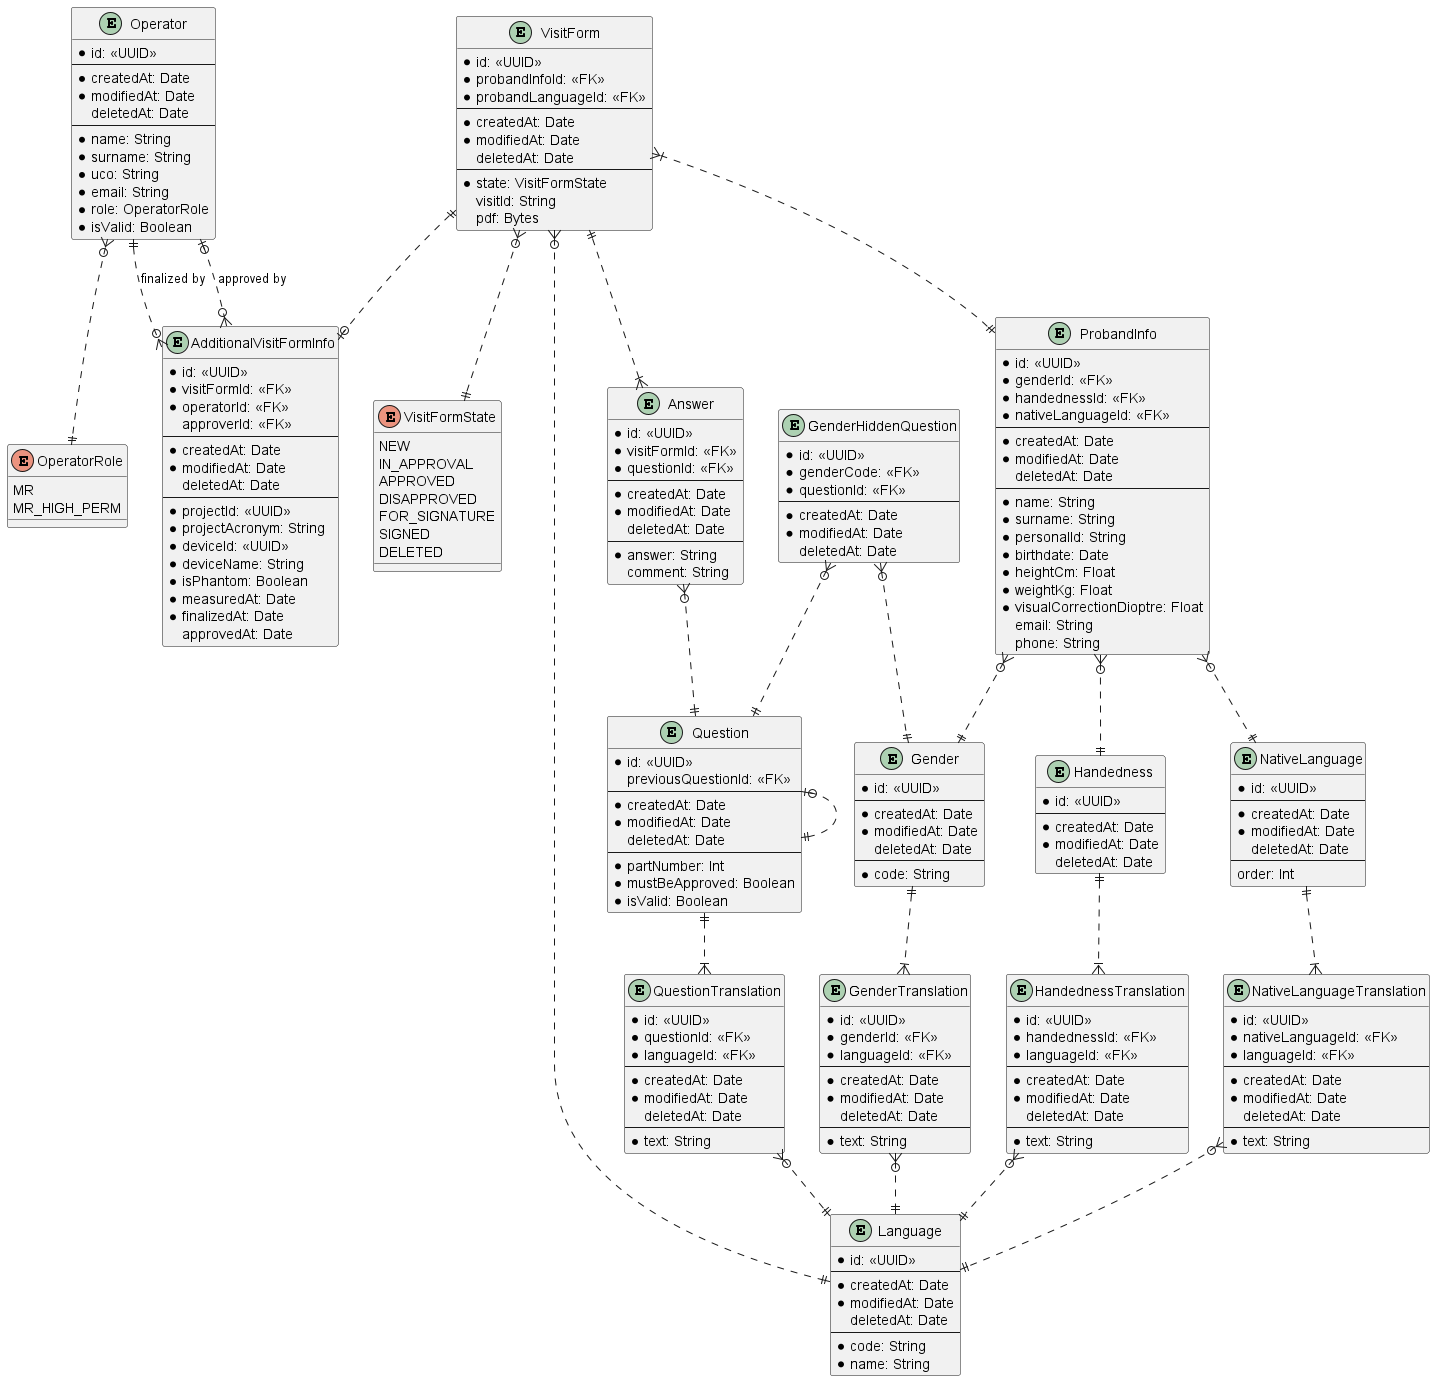 E Operator
id: «UUID»
createdAt: Date
modifiedAt: Date
deletedAt: Date
name: String
surname: String
uco: String
email: String
role: OperatorRole
isValid: Boolean
E VisitForm
id: «UUID»
probandInfoId: «FK»
probandLanguageId: «FK»
createdAt: Date
modifiedAt: Date
deletedAt: Date
state: VisitFormState
visitId: String
pdf: Bytes
finalized by
approved by
E AdditionalVisitFormInfo
id: «UUID»
visitFormId: «FK»
operatorId: «FK»
approverId: «FK»
createdAt: Date
modifiedAt: Date
deletedAt: Date
projectId: «UUID»
projectAcronym: String
deviceId: «UUID»
deviceName: String
isPhantom: Boolean
measuredAt: Date
finalizedAt: Date
approvedAt: Date
E OperatorRole
MR
MR_HIGH_PERM
E VisitFormState
NEW
IN_APPROVAL
APPROVED
DISAPPROVED
FOR_SIGNATURE
SIGNED
DELETED
E Answer
id: «UUID»
visitFormId: «FK»
questionId: «FK»
createdAt: Date
modifiedAt: Date
deletedAt: Date
answer: String
comment: String
E GenderHiddenQuestion
id: «UUID»
genderCode: «FK»
questionId: «FK»
createdAt: Date
modifiedAt: Date
deletedAt: Date
E ProbandInfo
id: «UUID»
genderId: «FK»
handednessId: «FK»
nativeLanguageId: «FK»
createdAt: Date
modifiedAt: Date
deletedAt: Date
name: String
surname: String
personalId: String
birthdate: Date
heightCm: Float
weightKg: Float
visualCorrectionDioptre: Float
email: String
phone: String
E Question
id: «UUID»
previousQuestionId: «FK»
createdAt: Date
modifiedAt: Date
deletedAt: Date
partNumber: Int
mustBeApproved: Boolean
isValid: Boolean
E Gender
id: «UUID»
createdAt: Date
modifiedAt: Date
deletedAt: Date
code: String
E Handedness
id: «UUID»
createdAt: Date
modifiedAt: Date
deletedAt: Date
E NativeLanguage
id: «UUID»
createdAt: Date
modifiedAt: Date
deletedAt: Date
order: Int
E QuestionTranslation
id: «UUID»
questionId: «FK»
languageId: «FK»
createdAt: Date
modifiedAt: Date
deletedAt: Date
text: String
E GenderTranslation
id: «UUID»
genderId: «FK»
languageId: «FK»
createdAt: Date
modifiedAt: Date
deletedAt: Date
text: String
E HandednessTranslation
id: «UUID»
handednessId: «FK»
languageId: «FK»
createdAt: Date
modifiedAt: Date
deletedAt: Date
text: String
E NativeLanguageTranslation
id: «UUID»
nativeLanguageId: «FK»
languageId: «FK»
createdAt: Date
modifiedAt: Date
deletedAt: Date
text: String
E Language
id: «UUID»
createdAt: Date
modifiedAt: Date
deletedAt: Date
code: String
name: String